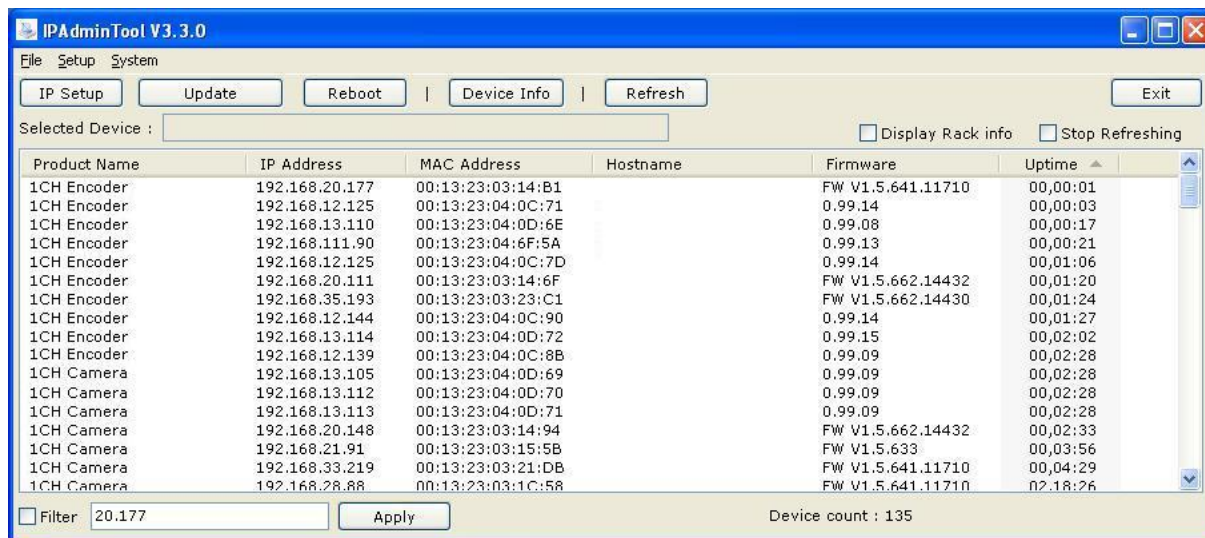 IPAdminTool V3.3.0
File Setup System
IP Setup Update Reboot | Device Info | Refresh Exit
Selected Device : Display Rack info Stop Refreshing
Product Name IP Address MAC Address Hostname Firmware Uptime
1CH Encoder 192.168.20.177 00:13:23:03:14:B1 FW V1.5.641.11710 00,00:01
1CH Encoder 192.168.12.125 00:13:23:04:0C:71 0.99.14 00,00:03
1CH Encoder 192.168.13.110 00:13:23:04:0D:6E 0.99.08 00,00:17
1CH Encoder 192.168.111.90 00:13:23:04:6F:5A 0.99.13 00,00:21
1CH Encoder 192.168.12.125 00:13:23:04:0C:7D 0.99.14 00,01:06
1CH Encoder 192.168.20.111 00:13:23:03:14:6F FW V1.5.662.14432 00,01:20
1CH Encoder 192.168.35.193 00:13:23:03:23:C1 FW V1.5.662.14430 00,01:24
1CH Encoder 192.168.12.144 00:13:23:04:0C:90 0.99.14 00,01:27
1CH Encoder 192.168.13.114 00:13:23:04:0D:72 0.99.15 00,02:02
1CH Encoder 192.168.12.139 00:13:23:04:0C:8B 0.99.09 00,02:28
1CH Camera 192.168.13.105 00:13:23:04:0D:69 0.99.09 00,02:28
1CH Camera 192.168.13.112 00:13:23:04:0D:70 0.99.09 00,02:28
1CH Camera 192.168.13.113 00:13:23:04:0D:71 0.99.09 00,02:28
1CH Camera 192.168.20.148 00:13:23:03:14:94 FW V1.5.662.14432 00,02:33
1CH Camera 192.168.21.91 00:13:23:03:15:5B FW V1.5.633 00,03:56
1CH Camera 192.168.33.219 00:13:23:03:21:DB FW V1.5.641.11710 00,04:29
1CH Camera 192.168.28.88 00:13:23:03:1C:58 FW V1.5.641.11710 02,18:26
Filter 20.177 Apply Device count : 135